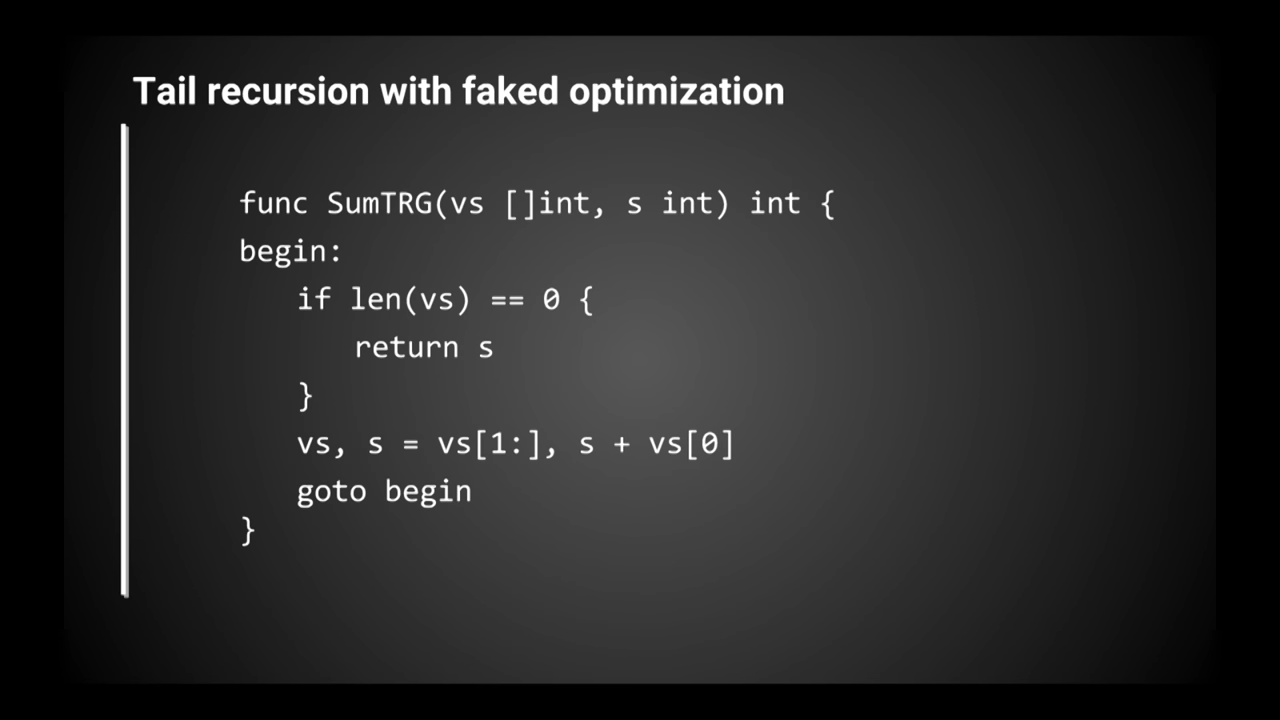 Tail recursion with faked optimization
func SumTRG(vs []int, s int) int {
begin:
if len(vs) == 0 {
return s
}
vs, s = vs[1:], s + vs[0]
goto begin
}